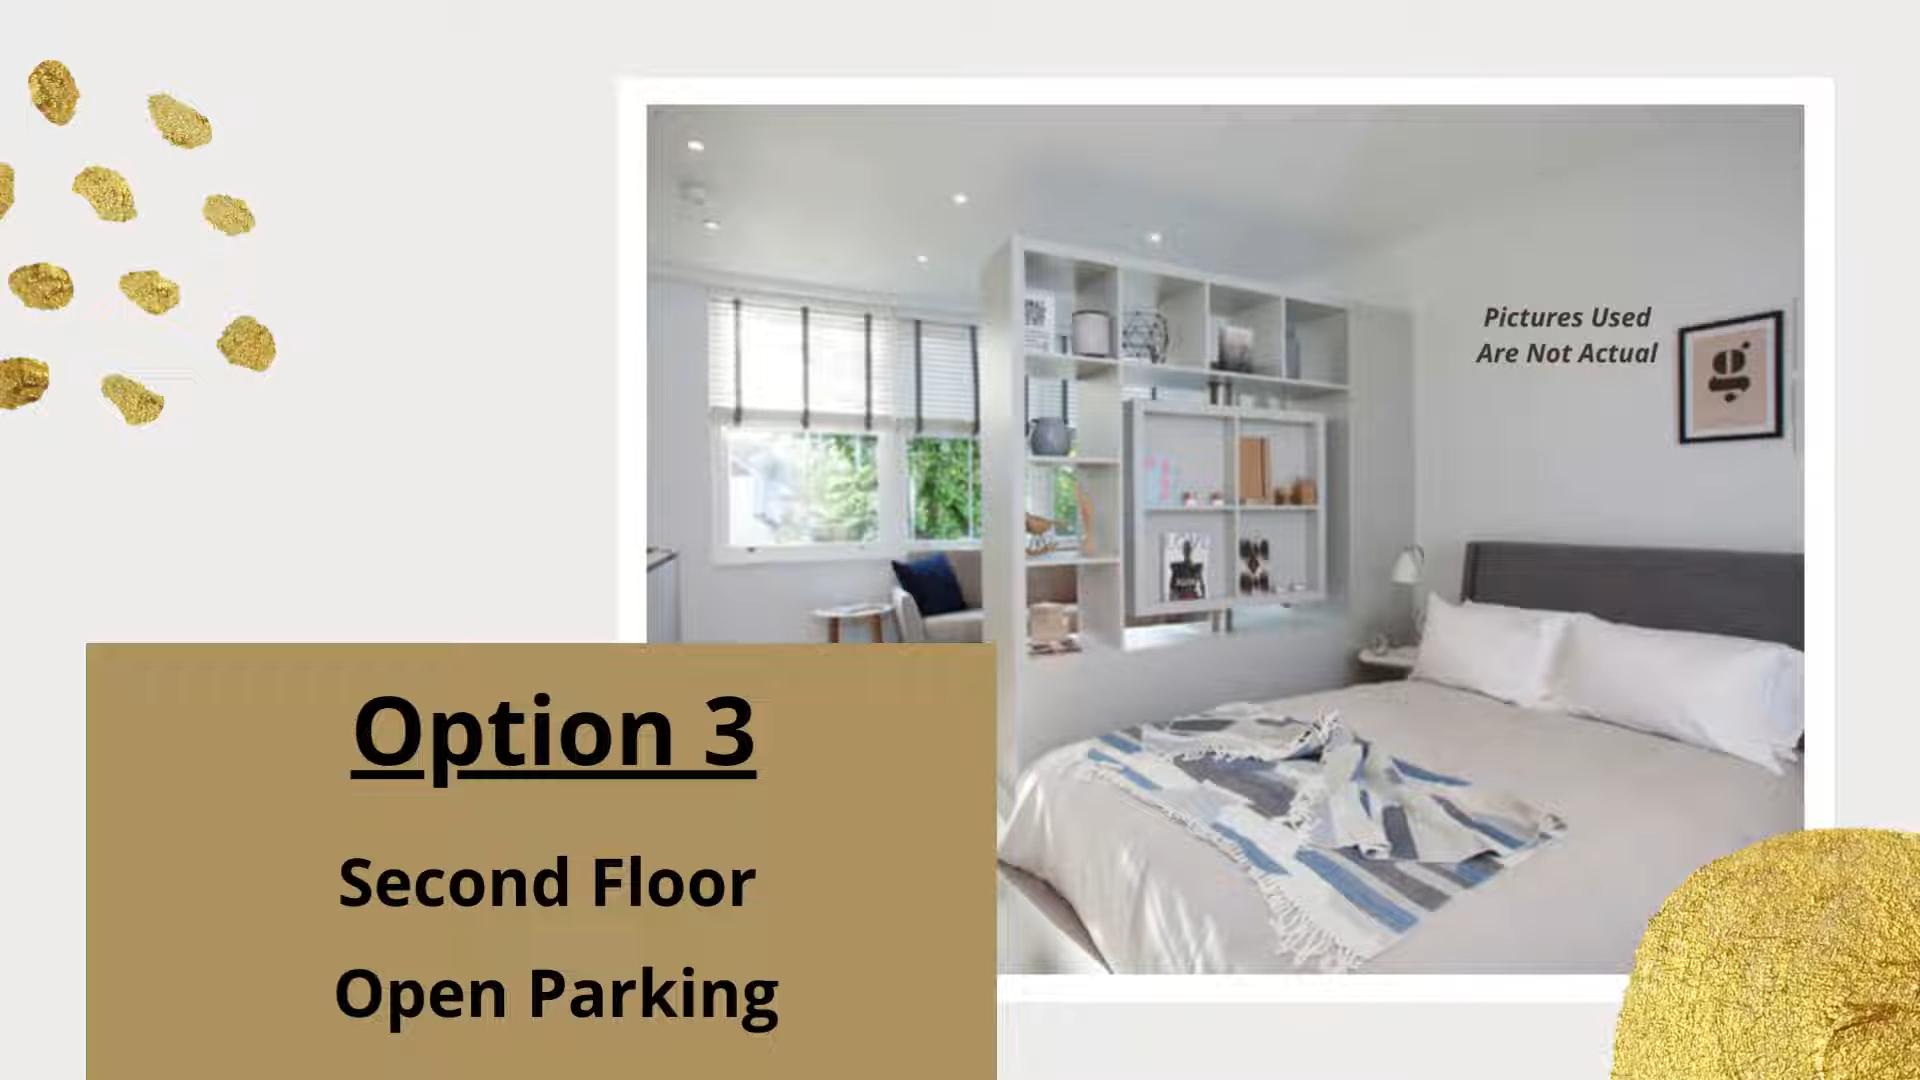 Pictures Used
Are Not Actual
g
Option 3
Second Floor
Open Parking